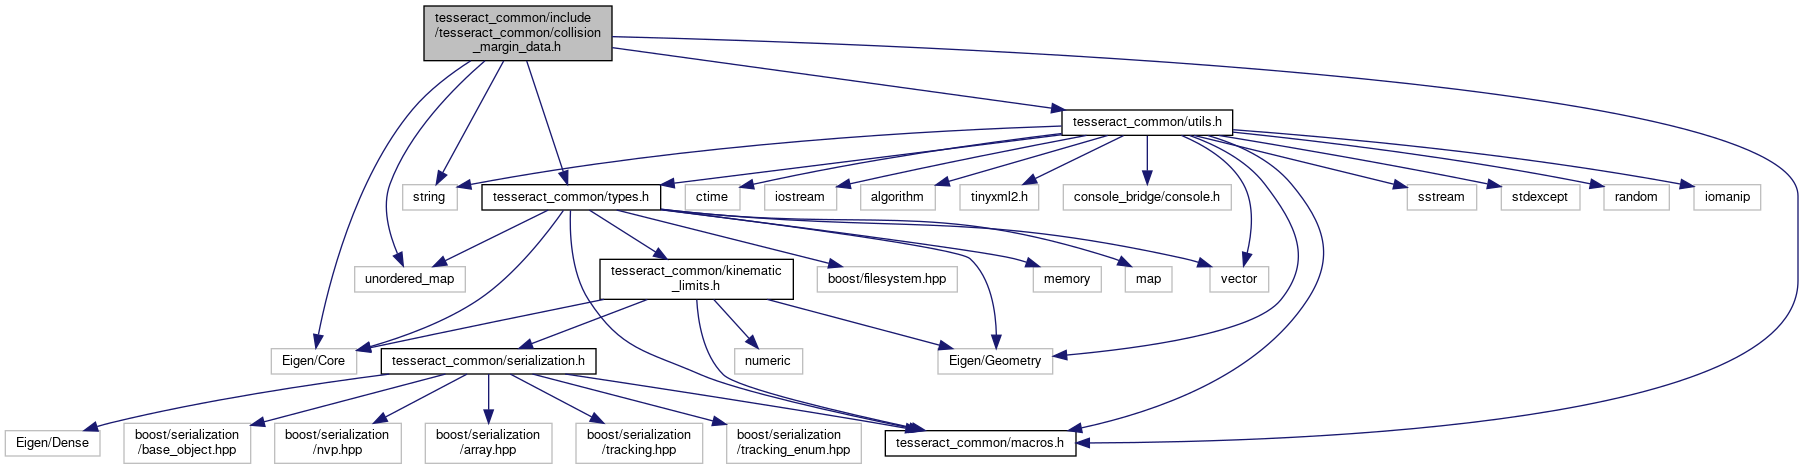 tesseract_common/include
/tesseract_common/collision
_margin_data.h
tesseract_common/utils.h
string
tesseract_common/types.h
ctime
iostream
algorithm
tinyxml2.h
console_bridge/console.h
sstream
stdexcept
random
iomanip
unordered_map
tesseract_common/kinematic
_limits.h
boost/filesystem.hpp
memory
map
vector
Eigen/Core
tesseract_common/serialization.h
numeric
Eigen/Geometry
Eigen/Dense
boost/serialization
/base_object.hpp
boost/serialization
/nvp.hpp
boost/serialization
/array.hpp
boost/serialization
/tracking.hpp
boost/serialization
/tracking_enum.hpp
tesseract_common/macros.h